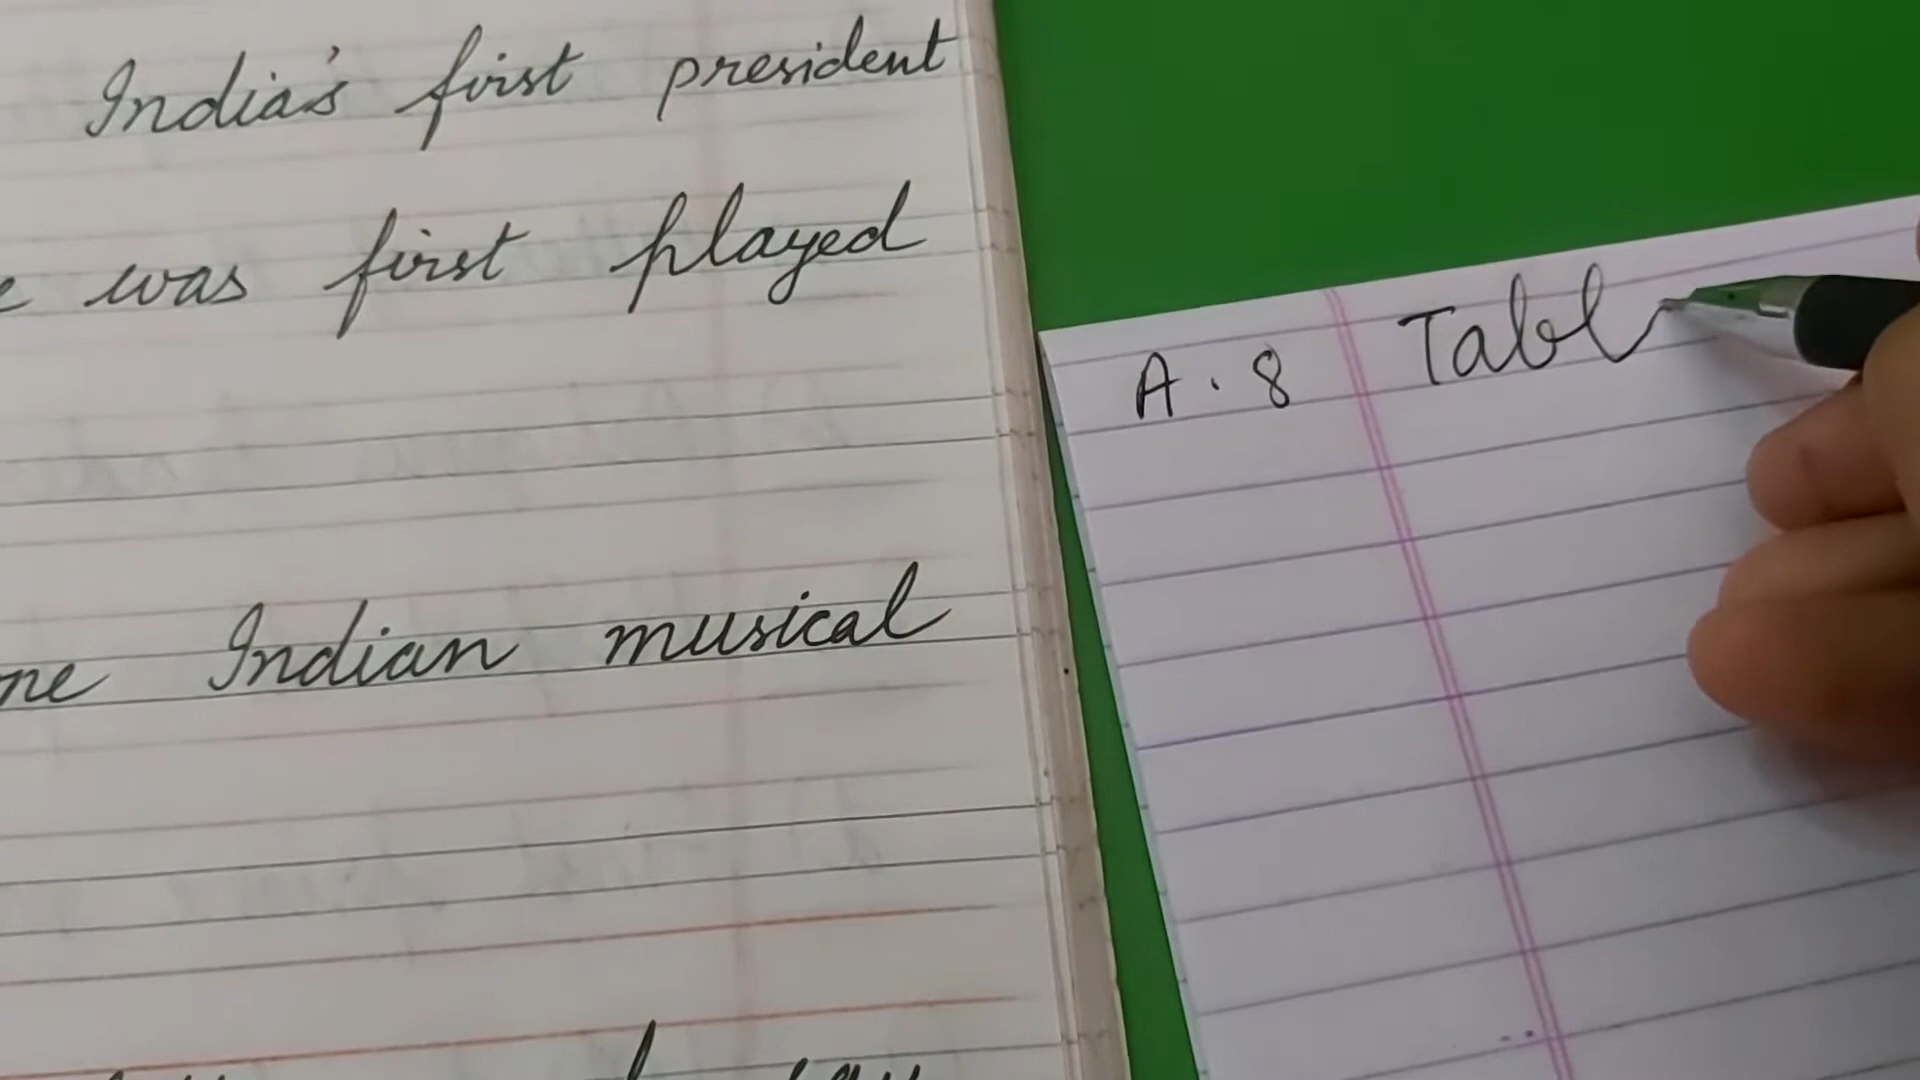 India's first president
was first played
Indian musical
A.8 Tabl